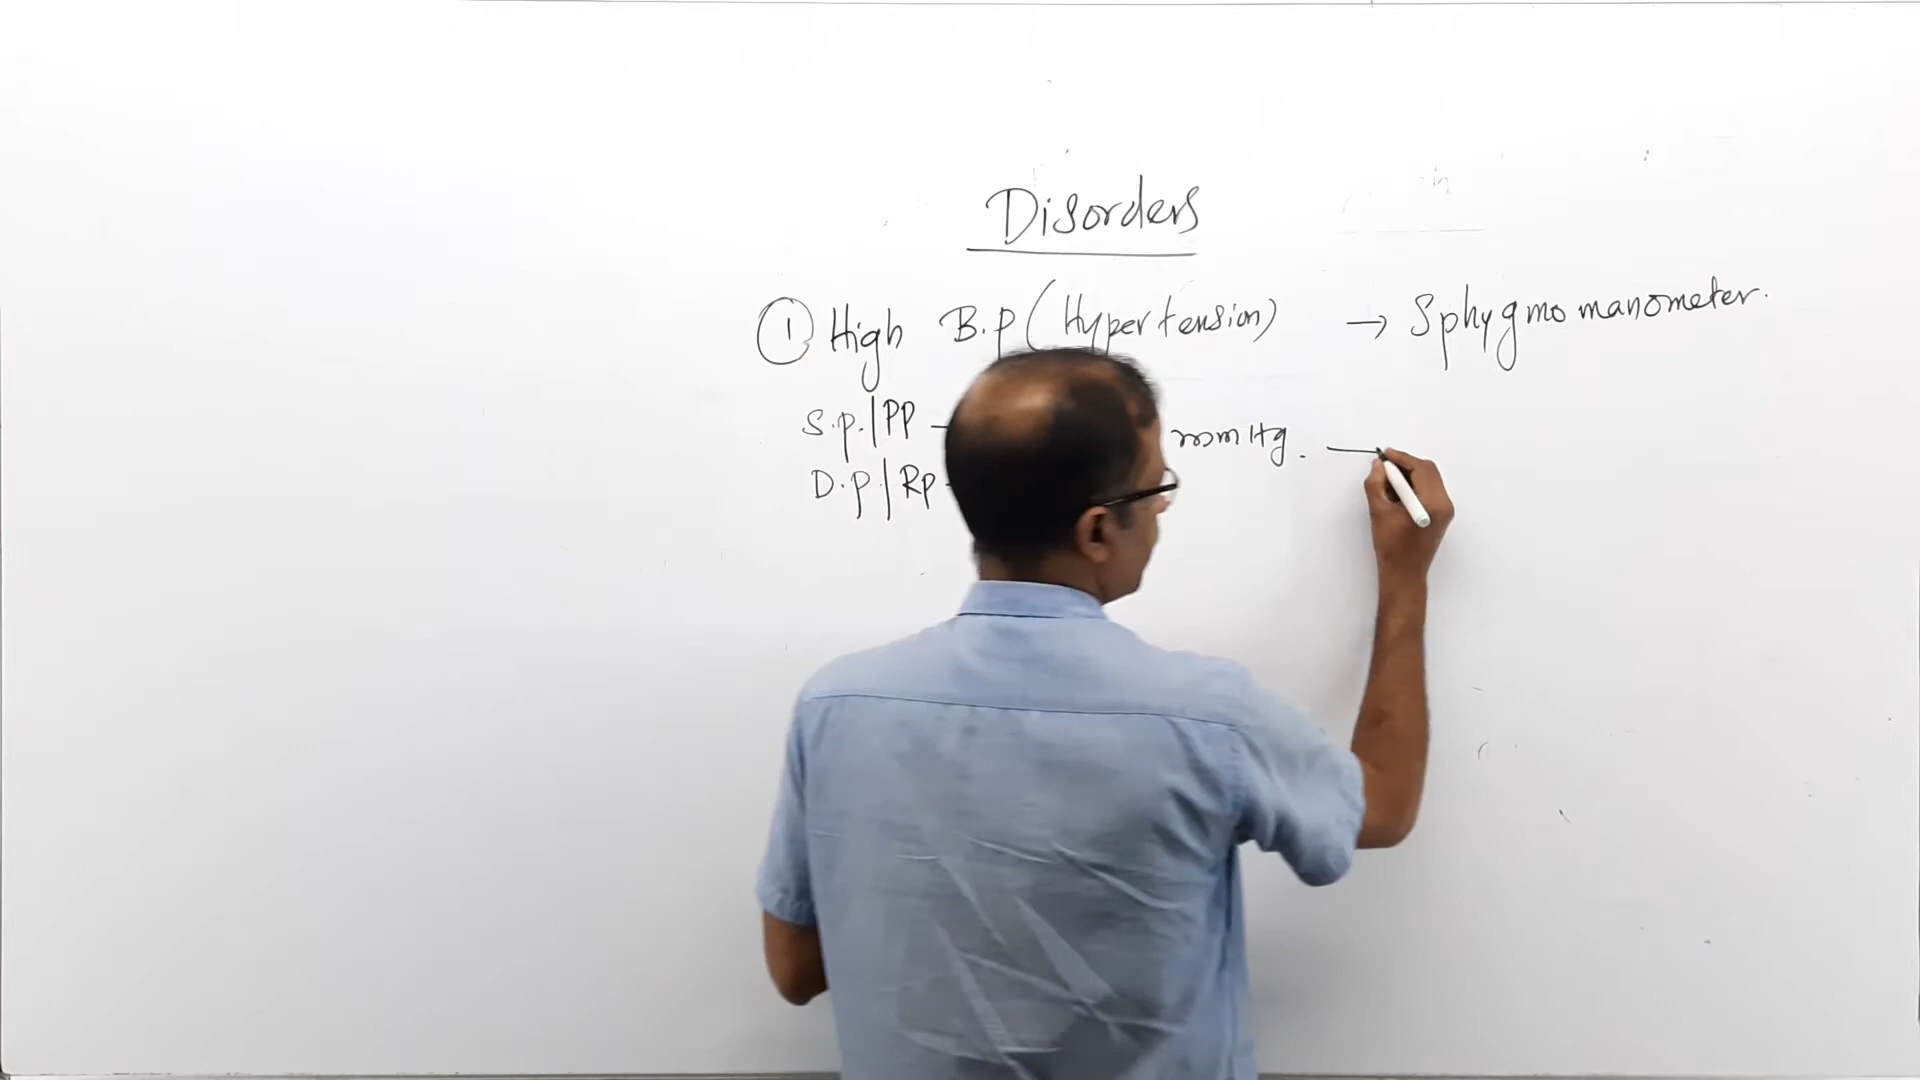 Disorders
① High B.p (Hypertension) → Sphygmomanometer.
S.p./PP — mmHg. —
D.p/Rp -